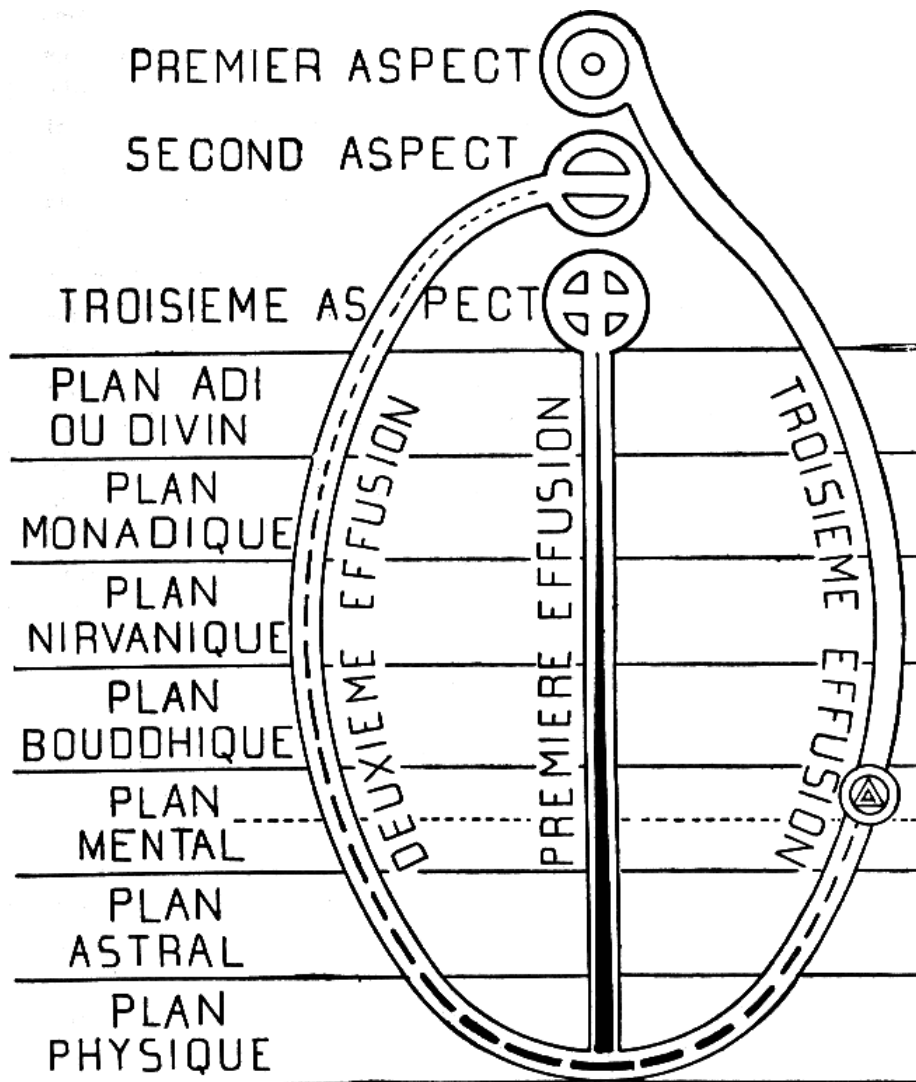 PREMIER ASPECT
SECOND ASPECT
TROISIEME ASPECT
PLAN ADI
OU DIVIN
PLAN
MONADIQUE
PLAN
NIRVANIQUE
PLAN
BOUDDHIQUE
PLAN
MENTAL
PLAN
ASTRAL
PLAN
PHYSIQUE
DEUXIEME EFFUSION
PREMIERE EFFUSION
TROISIEME EFFUSION